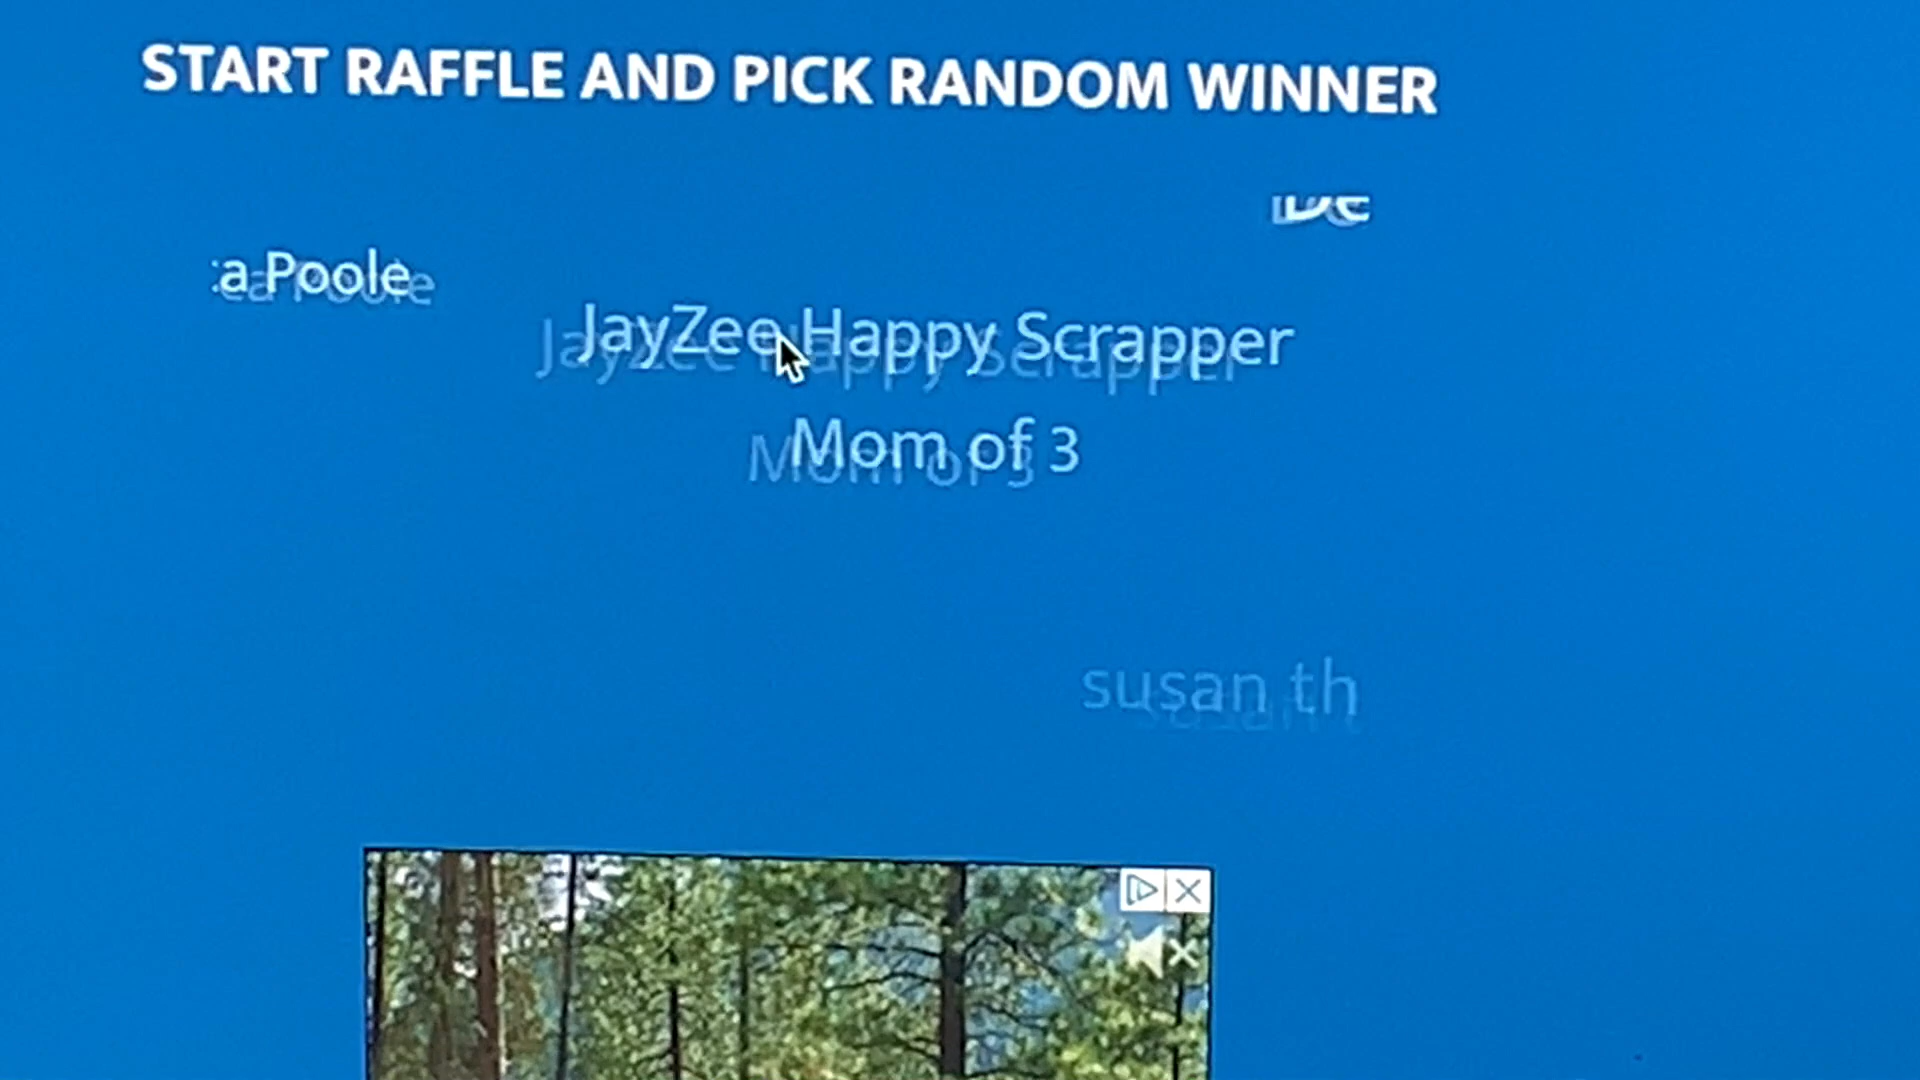 START RAFFLE AND PICK RANDOM WINNER
a Poole
JayZee Happy Scrapper
Mom of 3
susan th